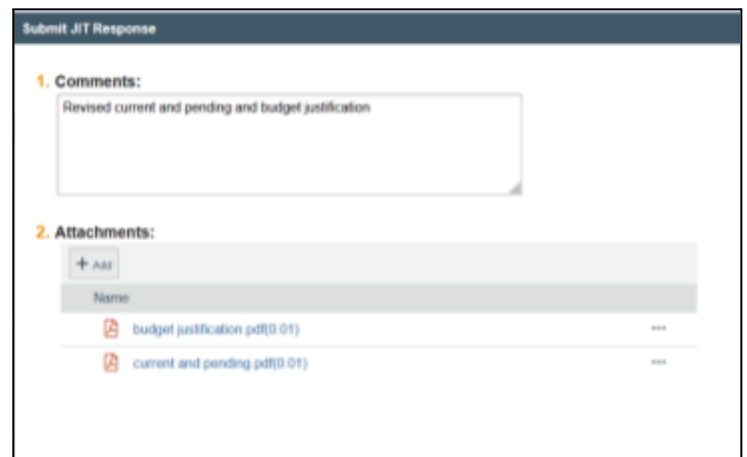 Submit JIT Response
1. Comments:
Revised current and pending and budget justification
2. Attachments:
+ Add
Name
budget justification.pdf(0.01)
...
current and pending.pdf(0.01)
...